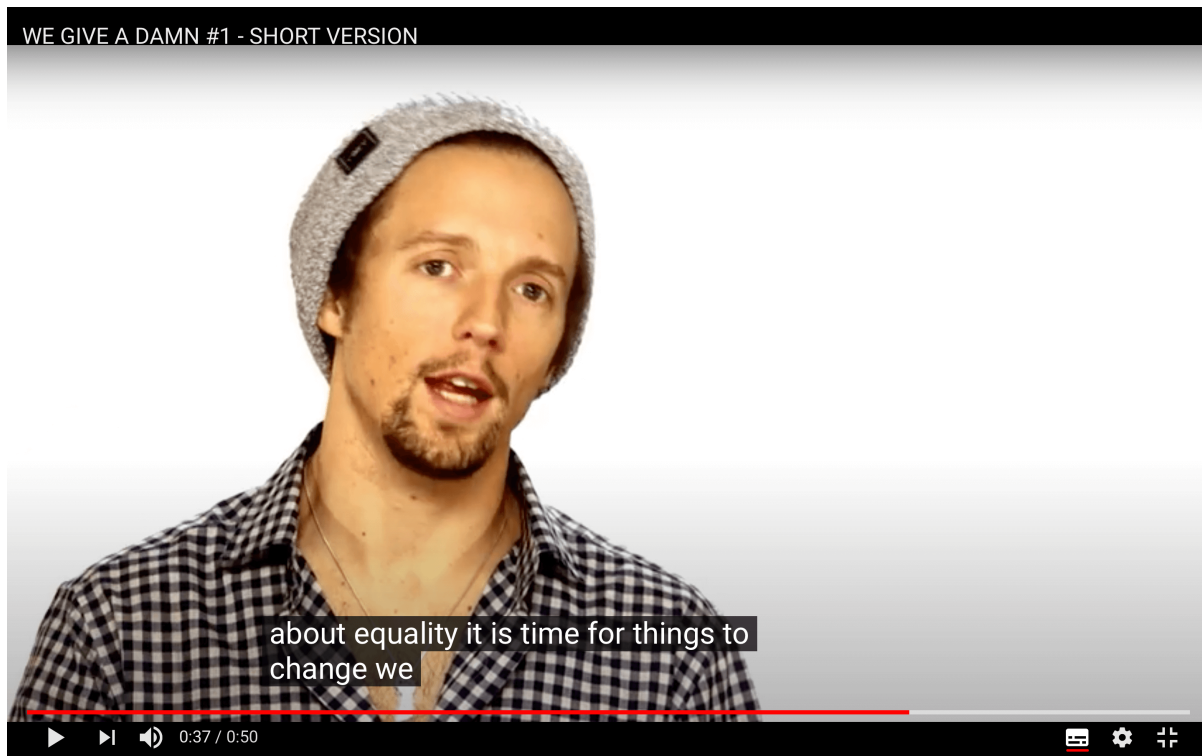 WE GIVE A DAMN #1 - SHORT VERSION
about equality it is time for things to
change we
0:37 / 0:50